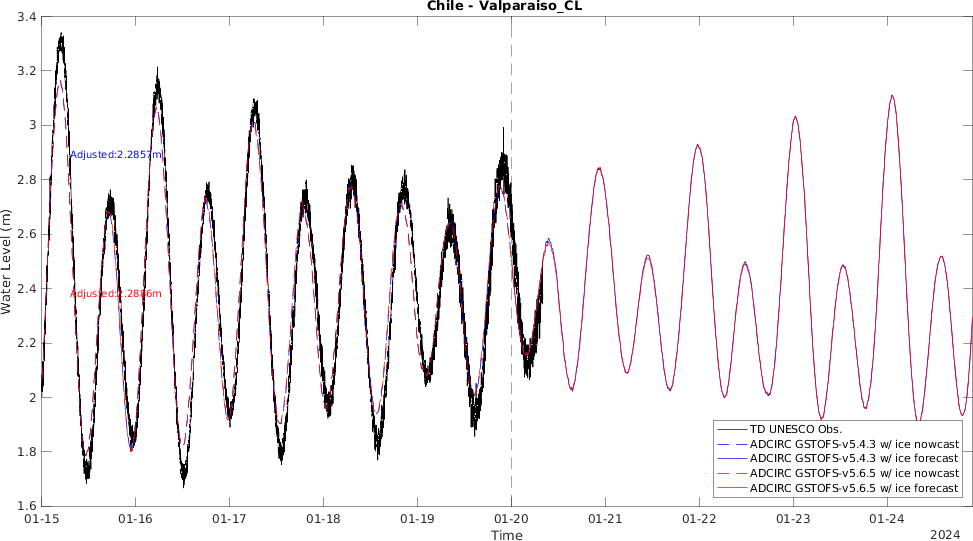 Chile - Valparaiso_CL
3.4
3.2
3
2.8
2.6
2.4
2.2
2
1.8
1.6
Water Level (m)
Adjusted:2.2857m
Adjusted:2.2886m
TD UNESCO Obs.
ADCIRC GSTOFS-v5.4.3 w/ ice nowcast
ADCIRC GSTOFS-v5.4.3 w/ ice forecast
ADCIRC GSTOFS-v5.6.5 w/ ice nowcast
ADCIRC GSTOFS-v5.6.5 w/ ice forecast
01-15 01-16 01-17 01-18 01-19 01-20 01-21 01-22 01-23 01-24
Time
2024